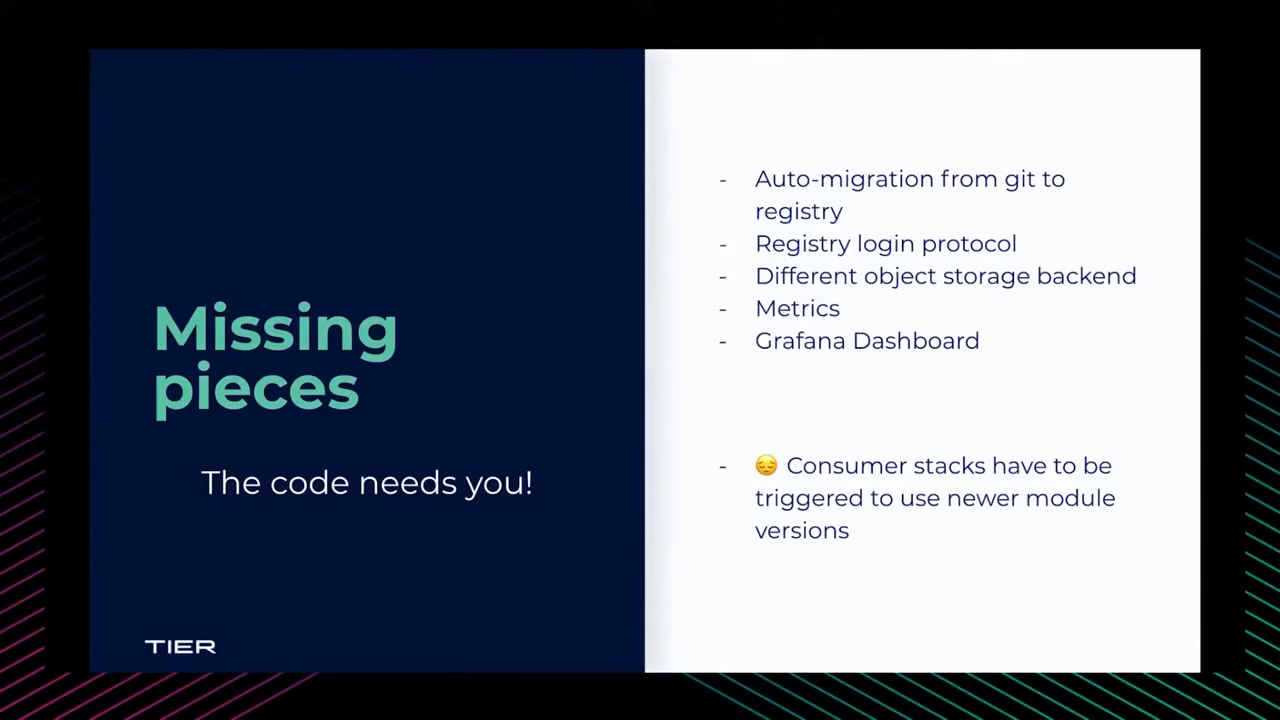 Missing
pieces
The code needs you!
TIER
- Auto-migration from git to
registry
- Registry login protocol
- Different object storage backend
- Metrics
- Grafana Dashboard
- 😔 Consumer stacks have to be
triggered to use newer module
versions